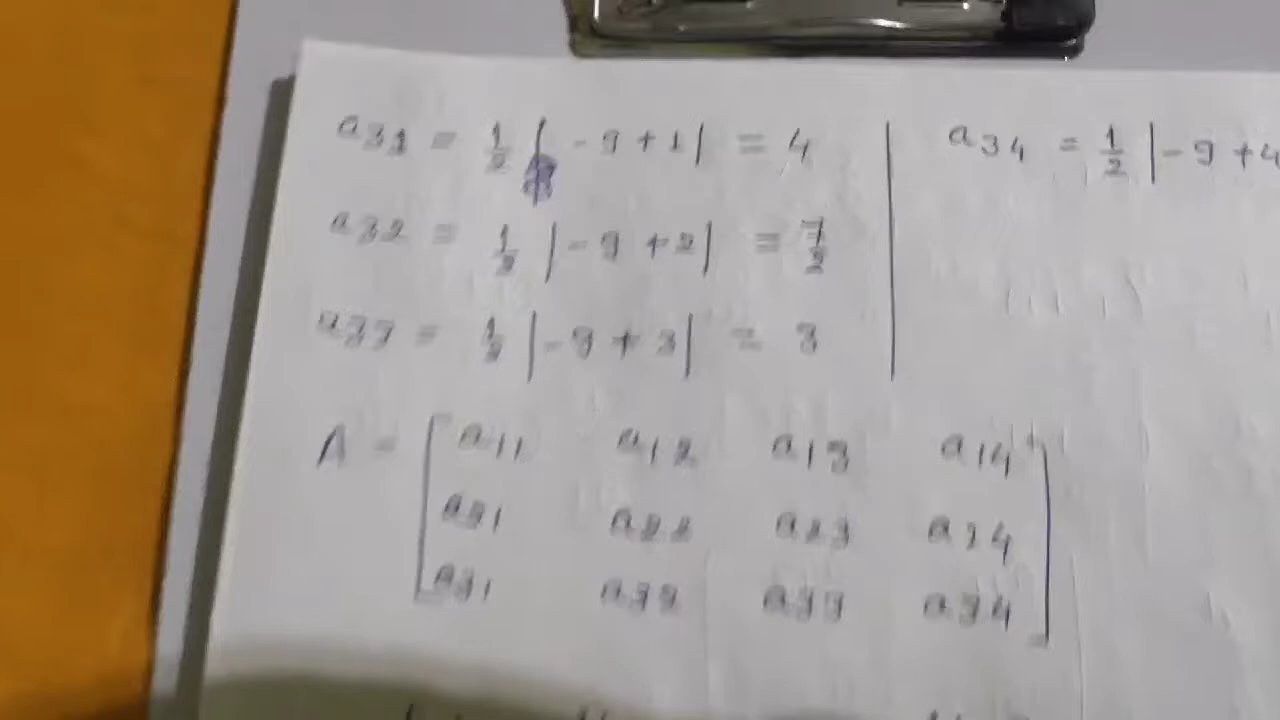 a31 = 1/2 | -9 + 1 | = 4
a32 = 1/2 | -9 + 2 | = 7/2
a33 = 1/2 | -9 + 3 | = 3
a34 = 1/2 | -9 + 4
A = [ a11 a12 a13 a14
a21 a22 a23 a24
a31 a32 a33 a34 ]